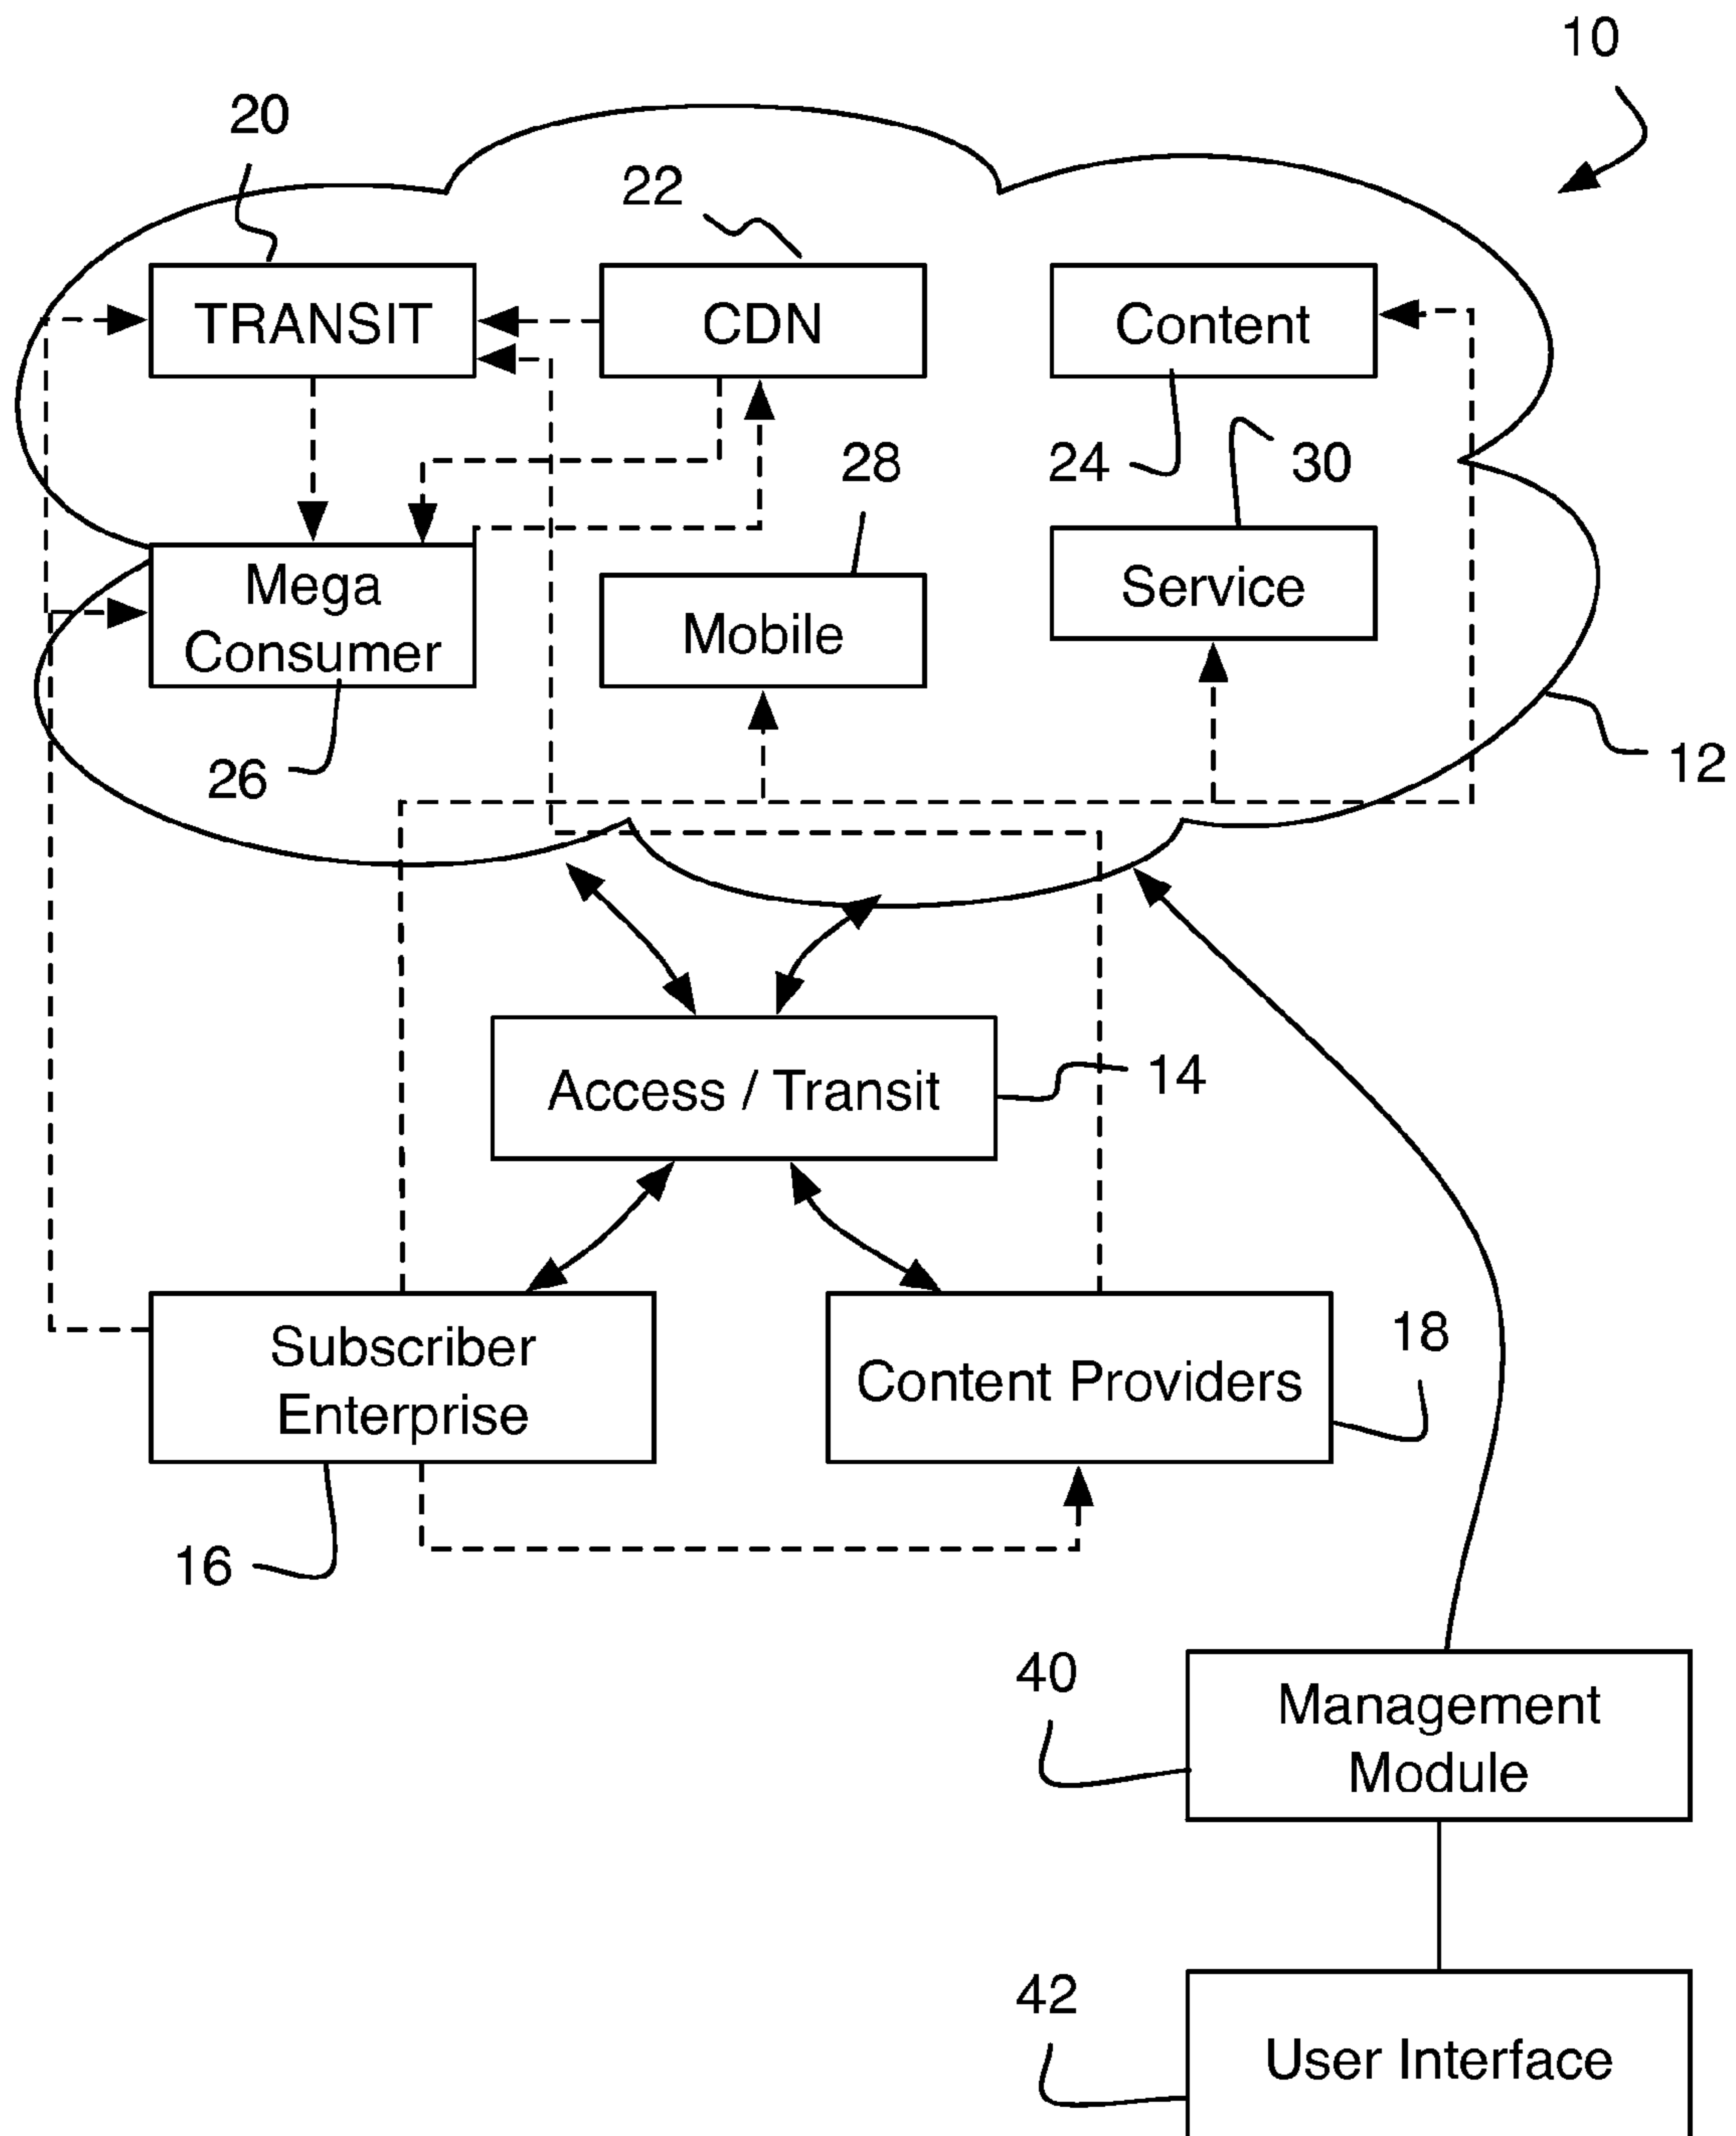 10
20
22
TRANSIT
CDN
Content
28
24
30
Mega
Consumer
Mobile
Service
26
12
Access / Transit
14
Subscriber
Enterprise
Content Providers
18
16
40
Management
Module
42
User Interface